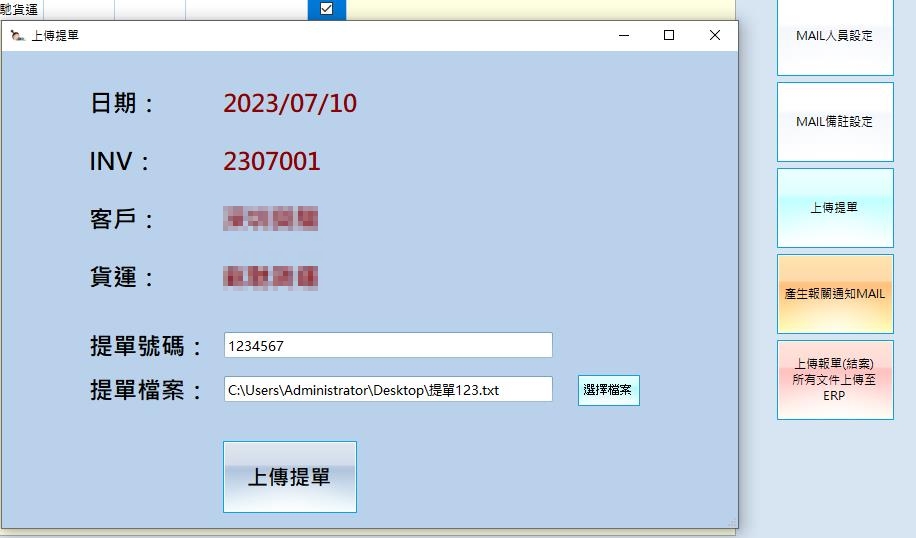 馳貨運
上傳提單
日期：
2023/07/10
INV：
2307001
客戶：
貨運：
提單號碼：
1234567
提單檔案：
C:\Users\Administrator\Desktop\提單123.txt
選擇檔案
上傳提單
MAIL人員設定
MAIL備註設定
上傳提單
產生報關通知MAIL
上傳報單(結案)
所有文件上傳至
ERP